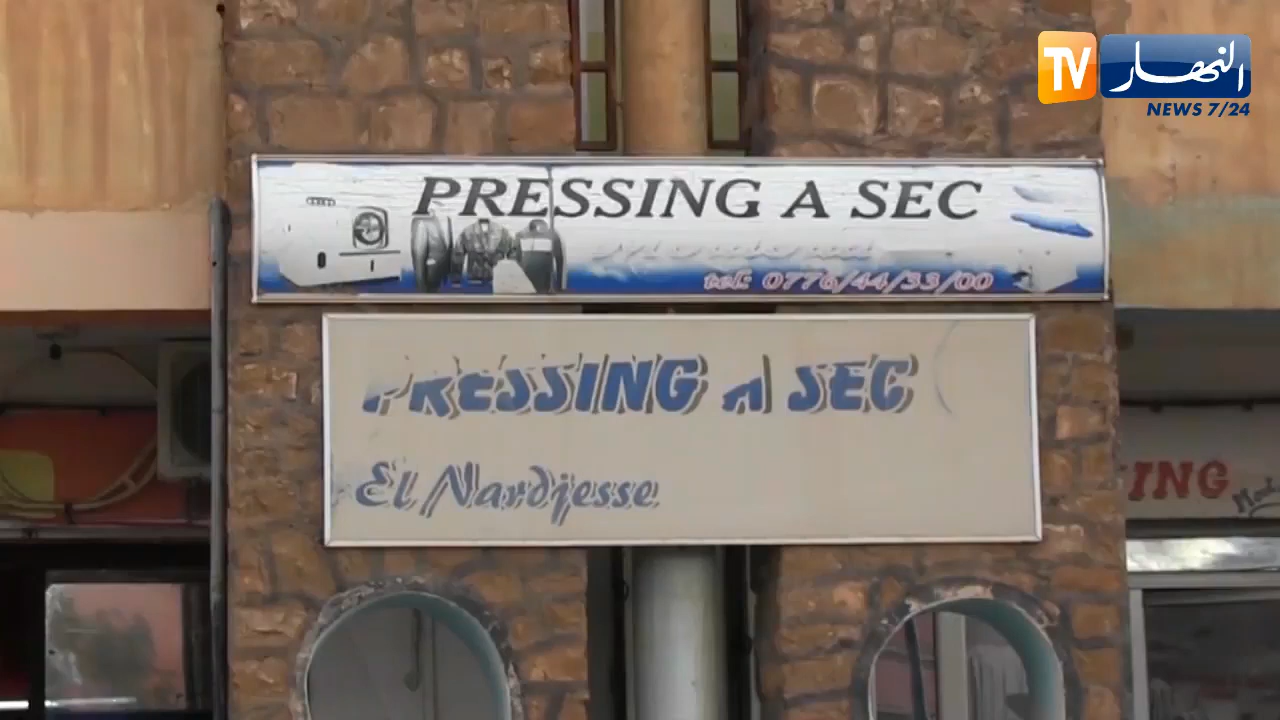 TV النهار
NEWS 7/24
PRESSING A SEC
tel: 0776/44/33/00
PRESSING A SEC
El Nardjesse
ING